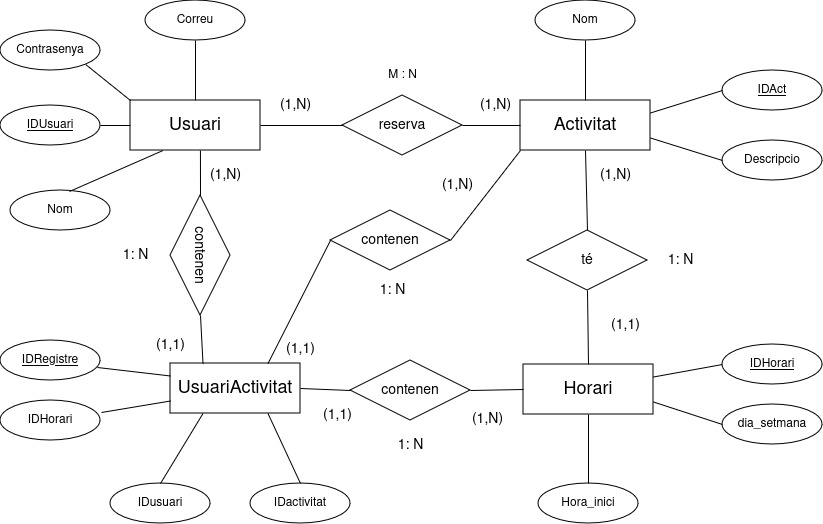 Correu
Nom
Contrasenya
M : N
IDAct
(1,N)
(1,N)
IDUsuari
Usuari
reserva
Activitat
Descripcio
(1,N)
(1,N)
(1,N)
Nom
contenen
contenen
1: N
té
1: N
1: N
(1,1)
(1,1)
(1,1)
IDRegistre
IDHorari
UsuariActivitat
contenen
Horari
IDHorari
(1,1)
(1,N)
dia_setmana
1: N
IDusuari
IDactivitat
Hora_inici